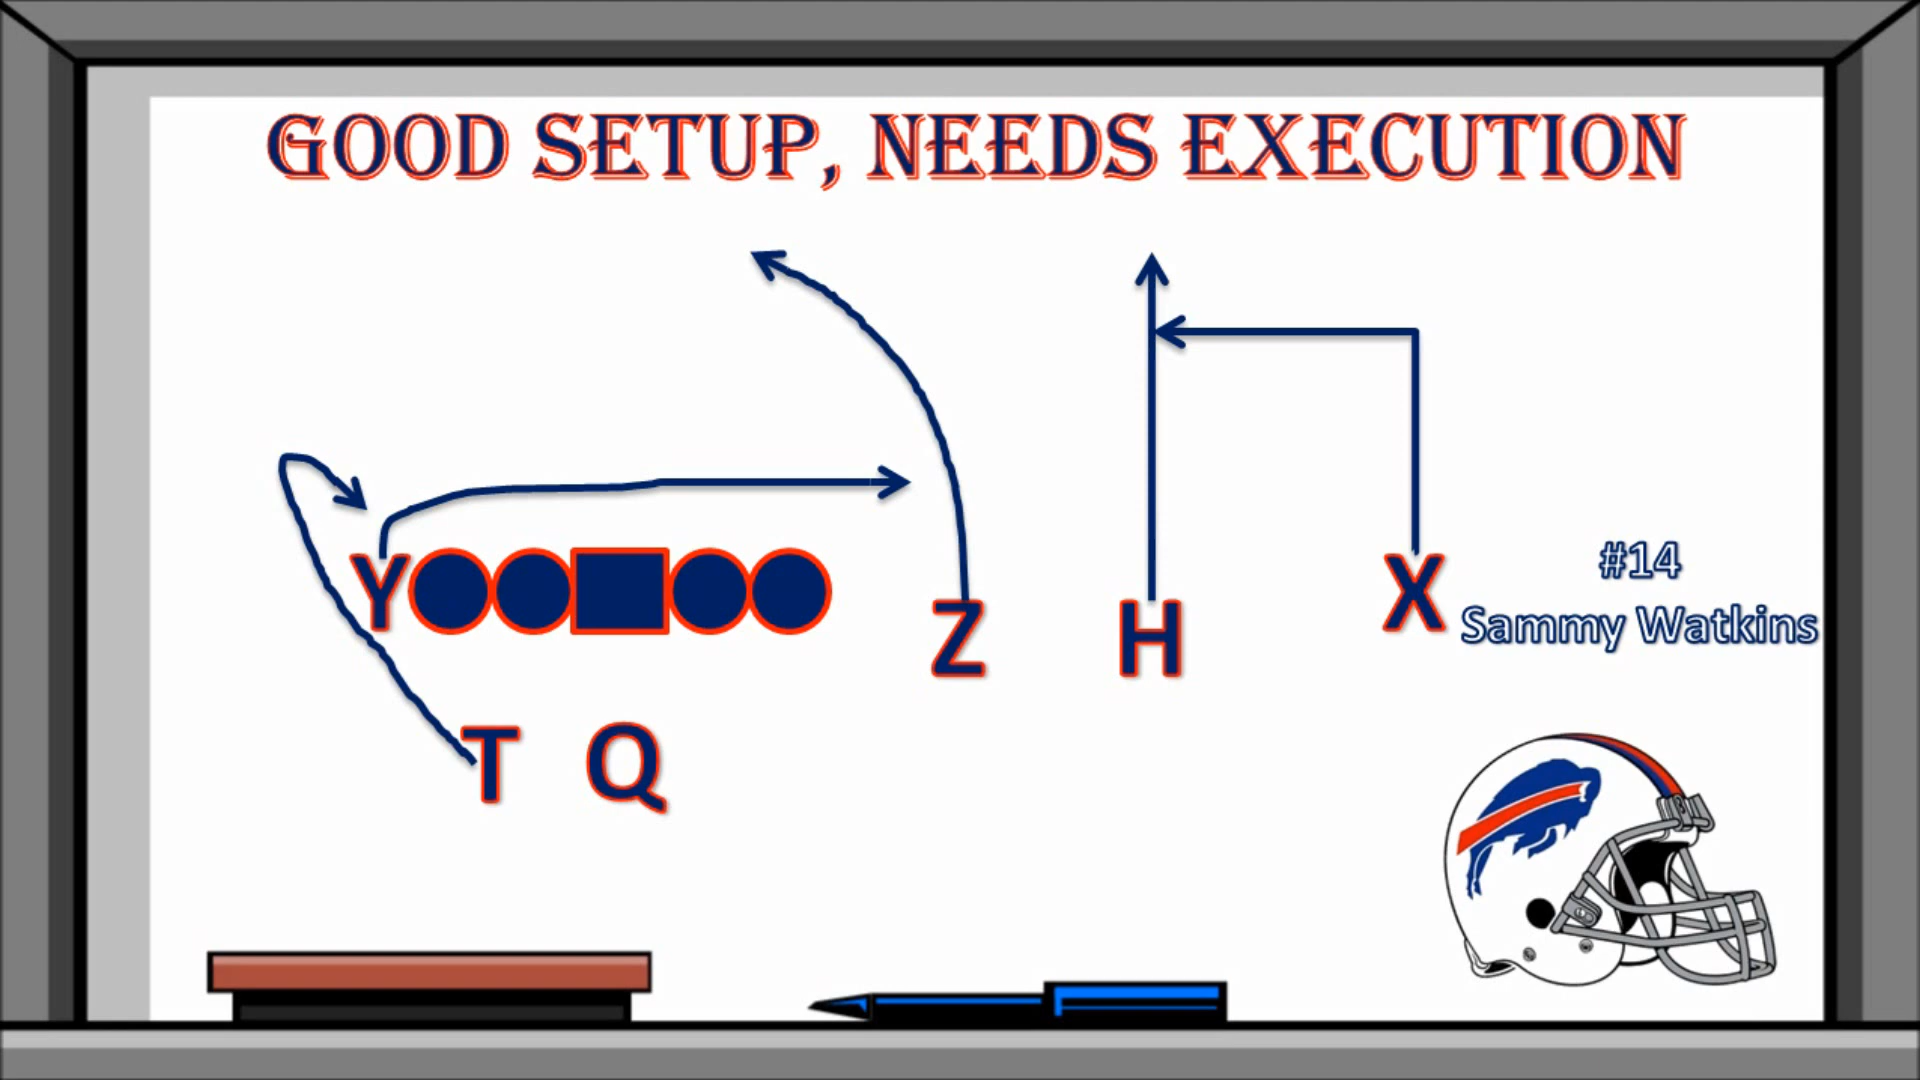 GOOD SETUP, NEEDS EXECUTION
Y
Z
H
X
#14
Sammy Watkins
T Q